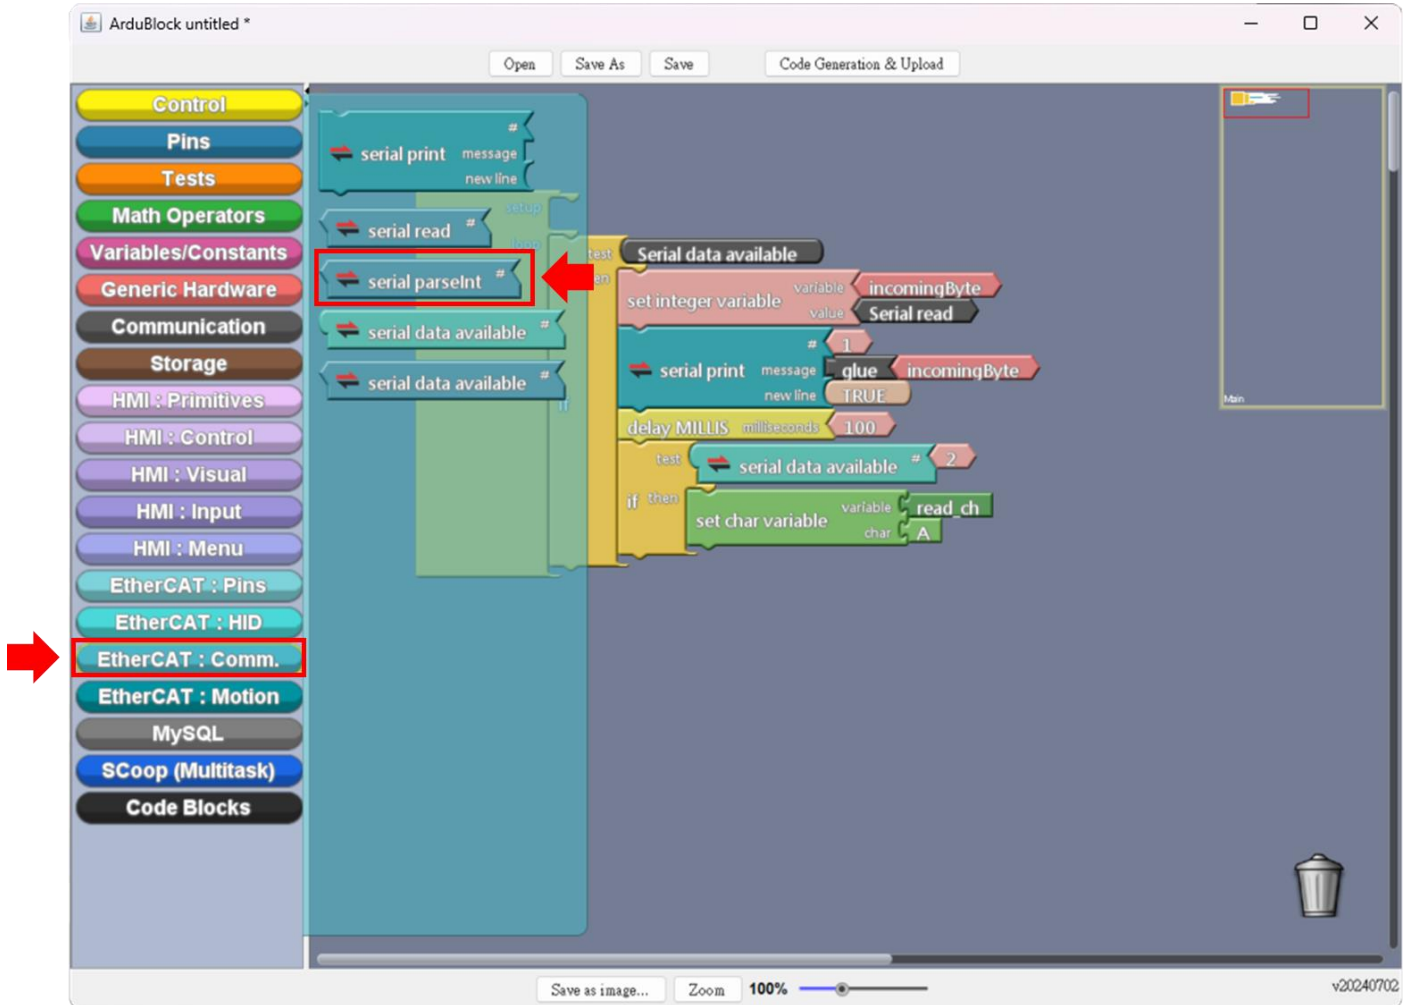 ArduBlock untitled *
Open Save As Save Code Generation & Upload
Control
Pins
Tests
Math Operators
Variables/Constants
Generic Hardware
Communication
Storage
HMI : Primitives
HMI : Control
HMI : Visual
HMI : Input
HMI : Menu
EtherCAT : Pins
EtherCAT : HID
EtherCAT : Comm.
EtherCAT : Motion
MySQL
SCoop (Multitask)
Code Blocks
#
serial print message
new line
serial read #
serial parseInt #
serial data available #
serial data available #
setup
loop
if
test Serial data available
set integer variable variable incomingByte
value Serial read
# 1
serial print message glue incomingByte
new line TRUE
delay MILLIS milliseconds 100
test serial data available # 2
if then
set char variable variable read_ch
char A
Main
Save as image... Zoom 100%
v20240702